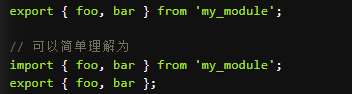 export { foo, bar } from 'my_module';
// 可以简单理解为
import { foo, bar } from 'my_module';
export { foo, bar };